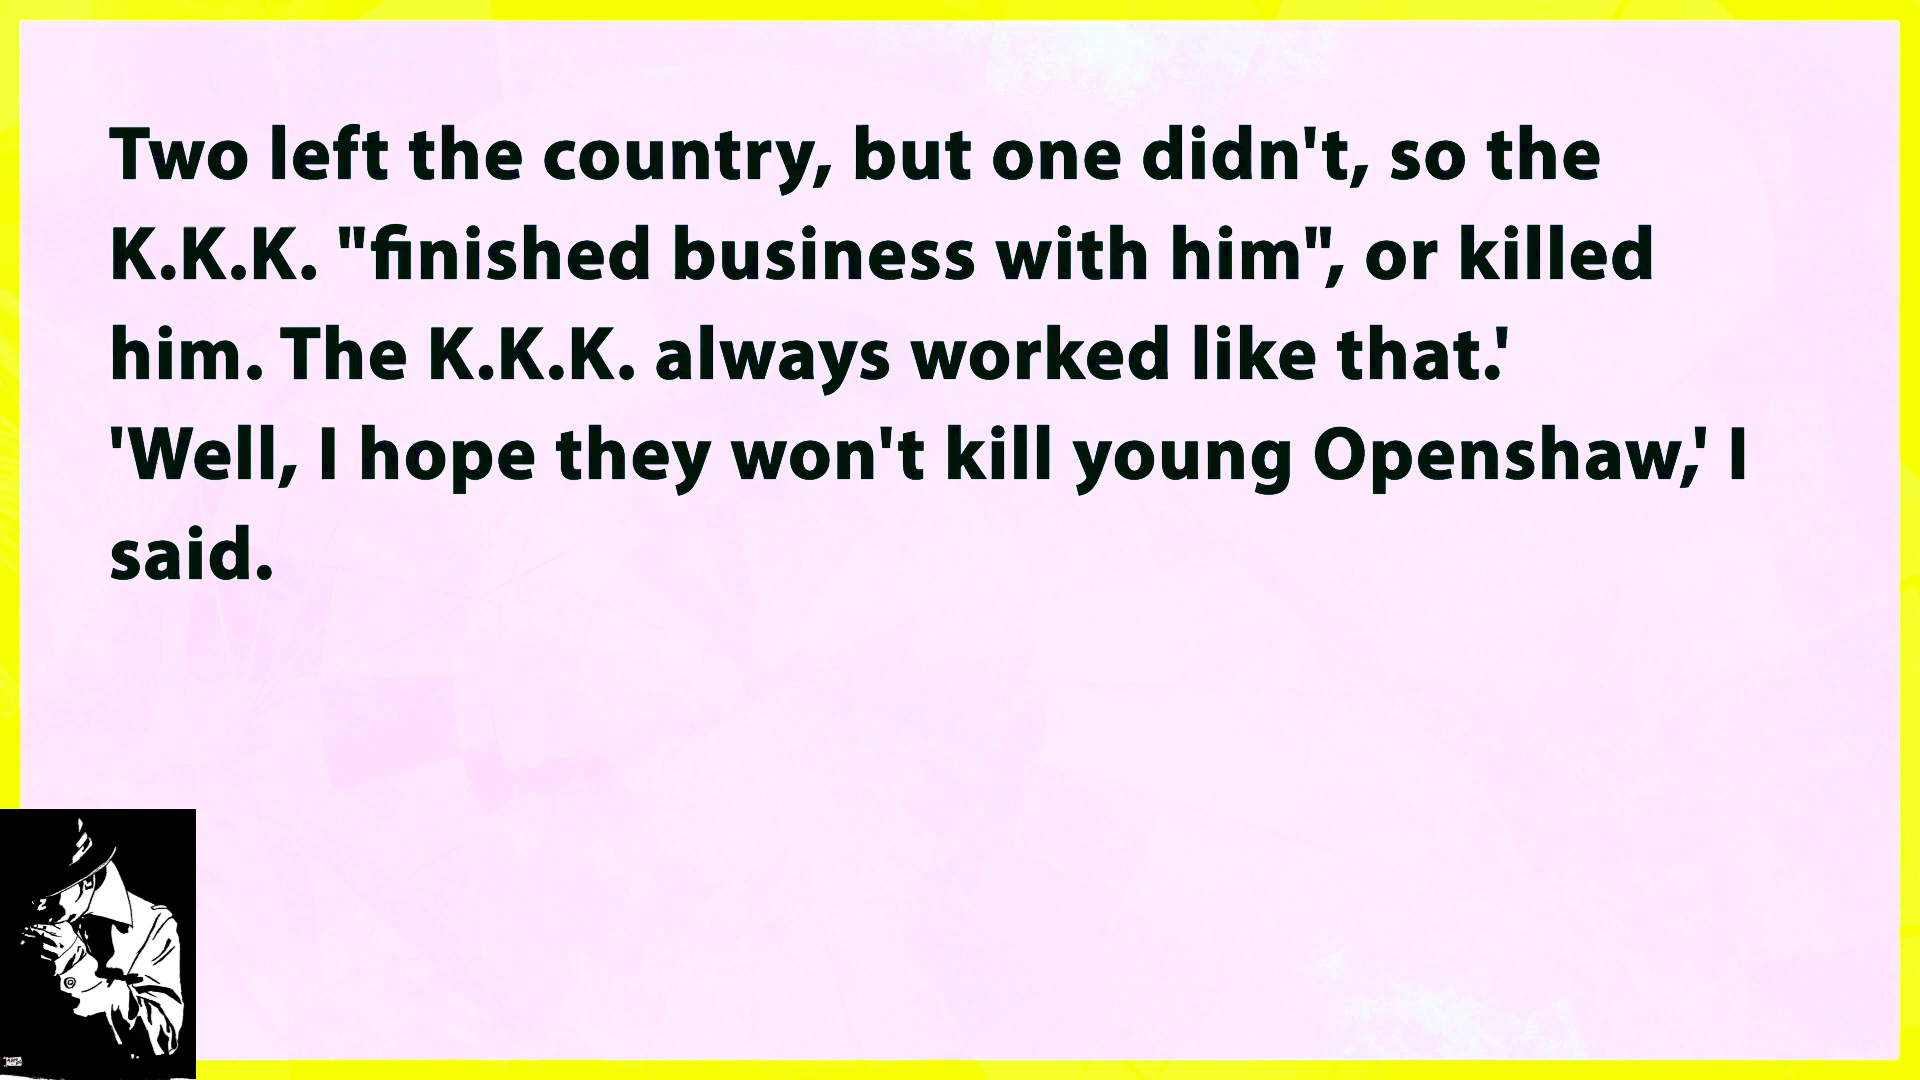 Two left the country, but one didn't, so the
K.K.K. "finished business with him", or killed
him. The K.K.K. always worked like that.'
'Well, I hope they won't kill young Openshaw,' I
said.